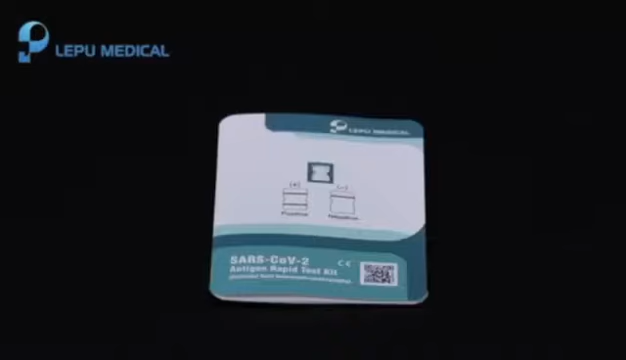 LEPU MEDICAL
LEPU MEDICAL
(+) (-)
Positive Negative
SARS-CoV-2
CE
Antigen Rapid Test Kit